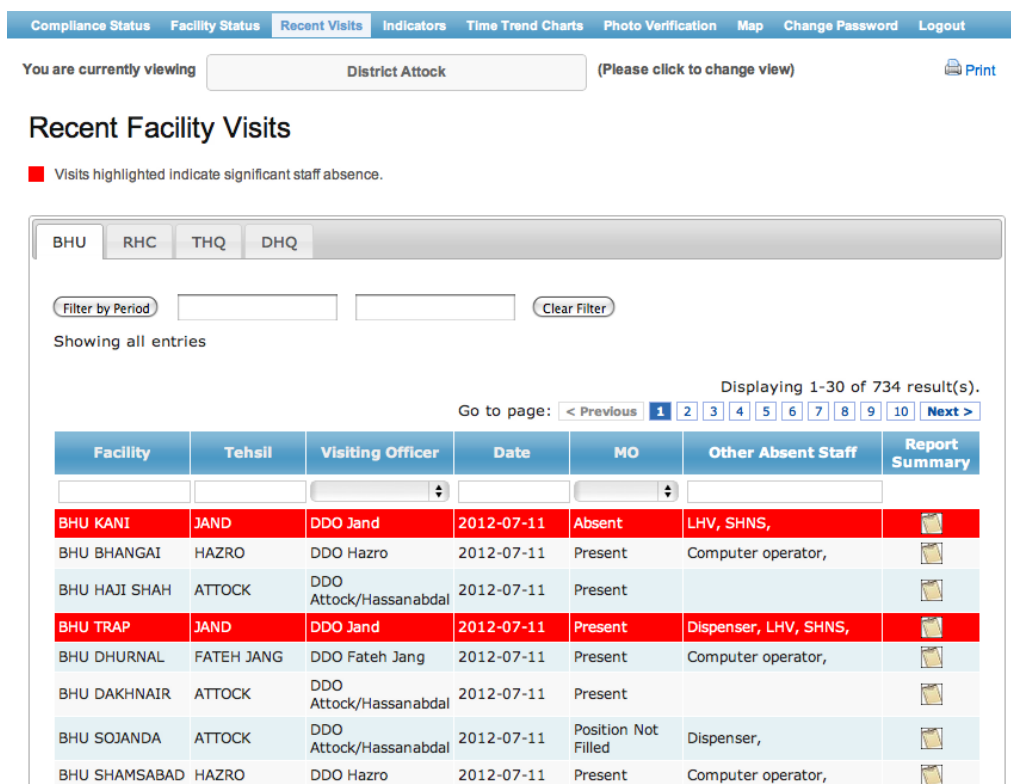 Compliance Status Facility Status Recent Visits Indicators Time Trend Charts Photo Verification Map Change Password Logout
You are currently viewing District Attock (Please click to change view) Print
Recent Facility Visits
Visits highlighted indicate significant staff absence.
BHU RHC THQ DHQ
Filter by Period Clear Filter
Showing all entries
Displaying 1-30 of 734 result(s).
Go to page: < Previous 1 2 3 4 5 6 7 8 9 10 Next >
Facility Tehsil Visiting Officer Date MO Other Absent Staff Report Summary
BHU KANI JAND DDO Jand 2012-07-11 Absent LHV, SHNS,
BHU BHANGAI HAZRO DDO Hazro 2012-07-11 Present Computer operator,
BHU HAJI SHAH ATTOCK DDO Attock/Hassanabdal 2012-07-11 Present
BHU TRAP JAND DDO Jand 2012-07-11 Present Dispenser, LHV, SHNS,
BHU DHURNAL FATEH JANG DDO Fateh Jang 2012-07-11 Present Computer operator,
BHU DAKHNAIR ATTOCK DDO Attock/Hassanabdal 2012-07-11 Present
BHU SOJANDA ATTOCK DDO Attock/Hassanabdal 2012-07-11 Position Not Filled Dispenser,
BHU SHAMSABAD HAZRO DDO Hazro 2012-07-11 Present Computer operator,